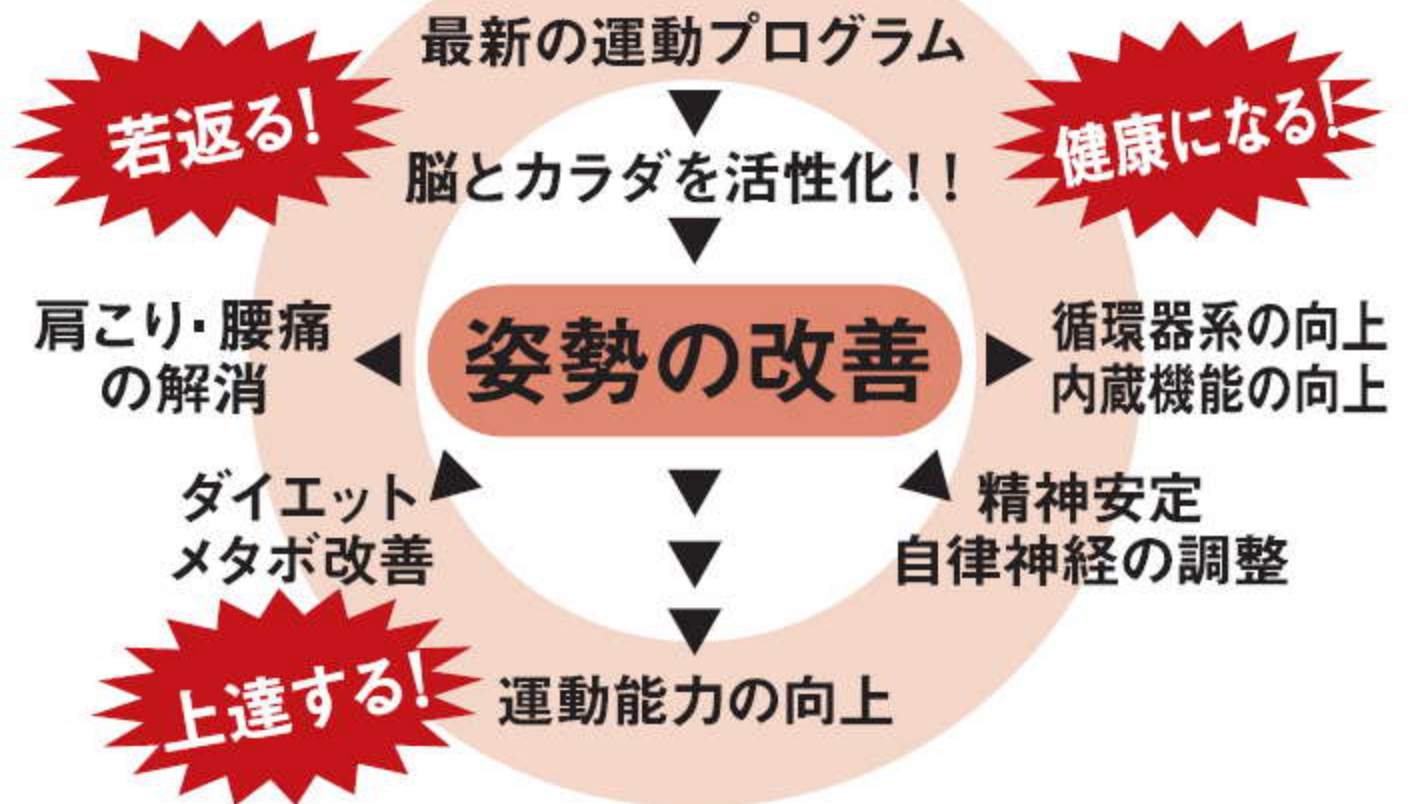 最新の運動プログラム
若返る!
健康になる!
脳とカラダを活性化!!
姿勢の改善
肩こり・腰痛
の解消
循環器系の向上
内蔵機能の向上
ダイエット
メタボ改善
精神安定
自律神経の調整
上達する!
運動能力の向上